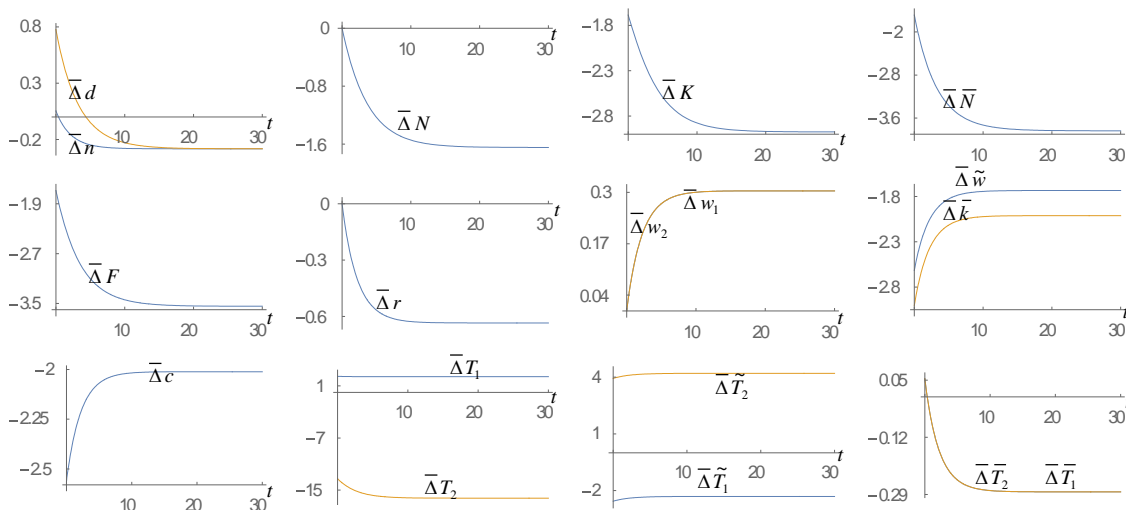 0.8
0.3
−0.2
Δ̅ d
Δ̅ n
10
20
30
t
0
−0.8
−1.6
Δ̅ N
10
20
30
t
−1.8
−2.3
−2.8
Δ̅ K
10
20
30
t
−2
−2.8
−3.6
Δ̅ N̅
10
20
30
t
−1.9
−2.7
−3.5
Δ̅ F
10
20
30
t
0
−0.3
−0.6
Δ̅ r
10
20
30
t
0.3
0.17
0.04
Δ̅ w₁
Δ̅ w₂
10
20
30
t
−1.8
−2.3
−2.8
Δ̅ w̃
Δ̅ k̅
10
20
30
t
−2
−2.25
−2.5
Δ̅ c
10
20
30
t
1
−7
−15
Δ̅ T₁
Δ̅ T₂
10
20
30
t
4
1
−2
Δ̅ T̃₂
Δ̅ T̃₁
10
20
30
t
0.05
−0.12
−0.29
Δ̅ T̅₂
Δ̅ T̅₁
10
20
30
t